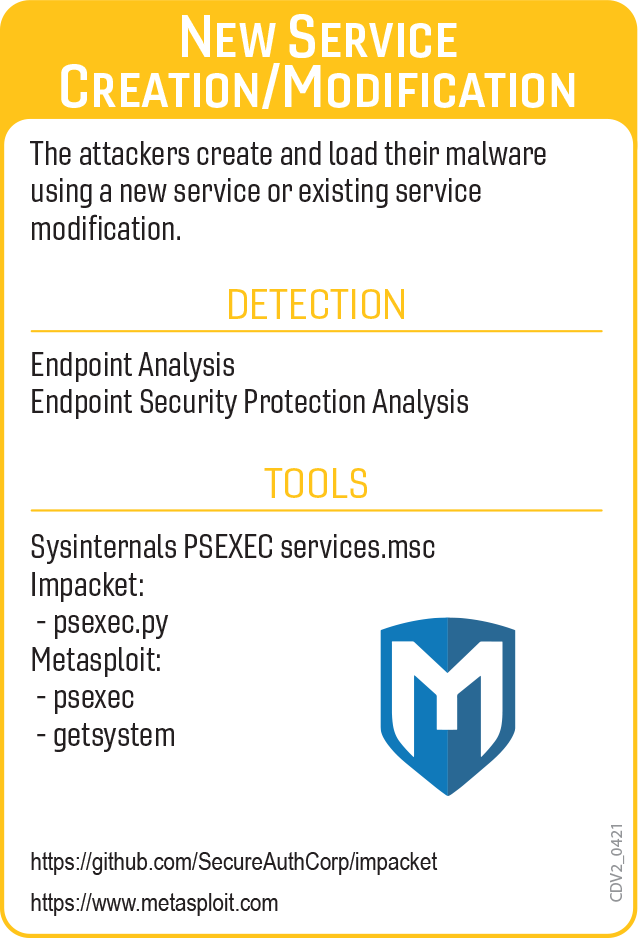 New Service
Creation/Modification
The attackers create and load their malware
using a new service or existing service
modification.
DETECTION
Endpoint Analysis
Endpoint Security Protection Analysis
TOOLS
Sysinternals PSEXEC services.msc
Impacket:
- psexec.py
Metasploit:
- psexec
- getsystem
M
https://github.com/SecureAuthCorp/impacket
https://www.metasploit.com
CDV2_0421